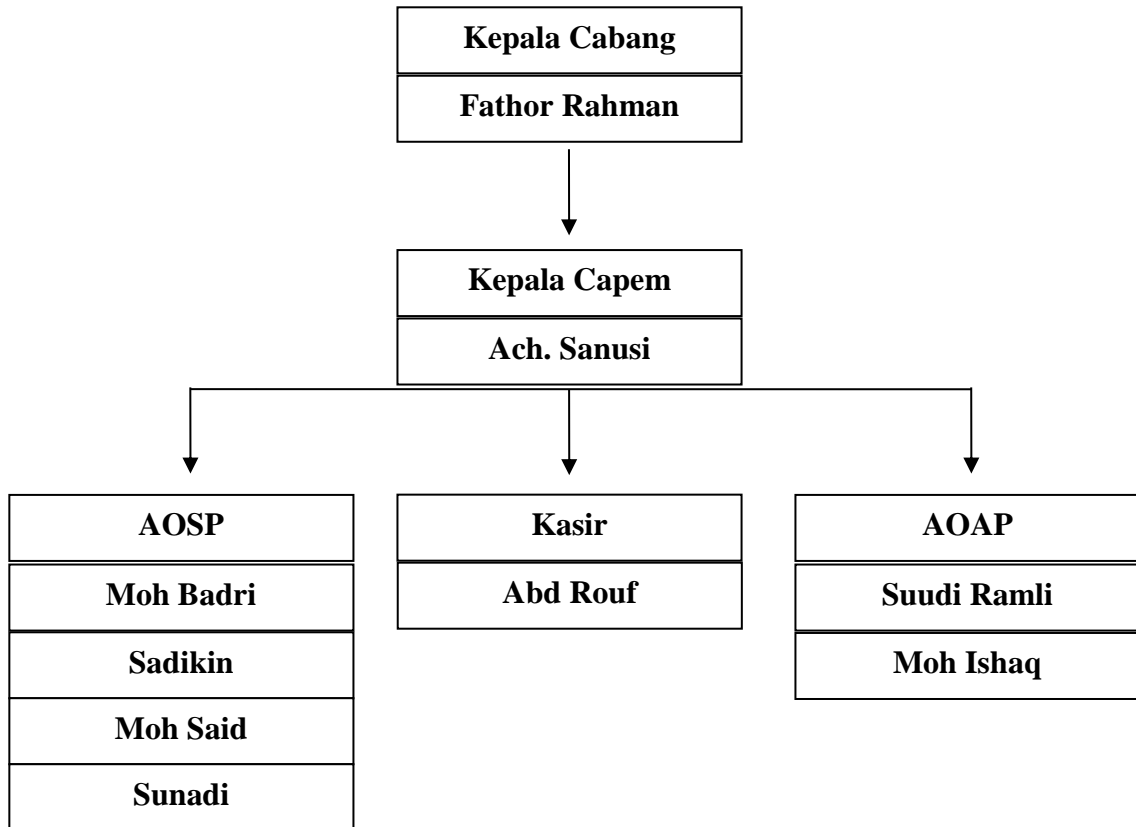 Kepala Cabang
Fathor Rahman
Kepala Capem
Ach. Sanusi
AOSP
Moh Badri
Sadikin
Moh Said
Sunadi
Kasir
Abd Rouf
AOAP
Suudi Ramli
Moh Ishaq